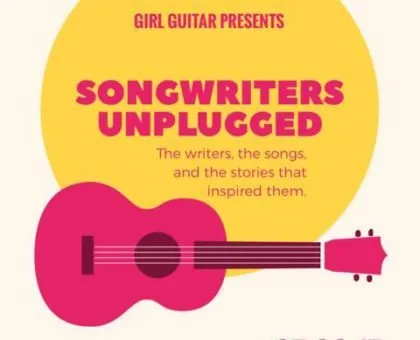 GIRL GUITAR PRESENTS
SONGWRITERS
UNPLUGGED
The writers, the songs,
and the stories that
inspired them.